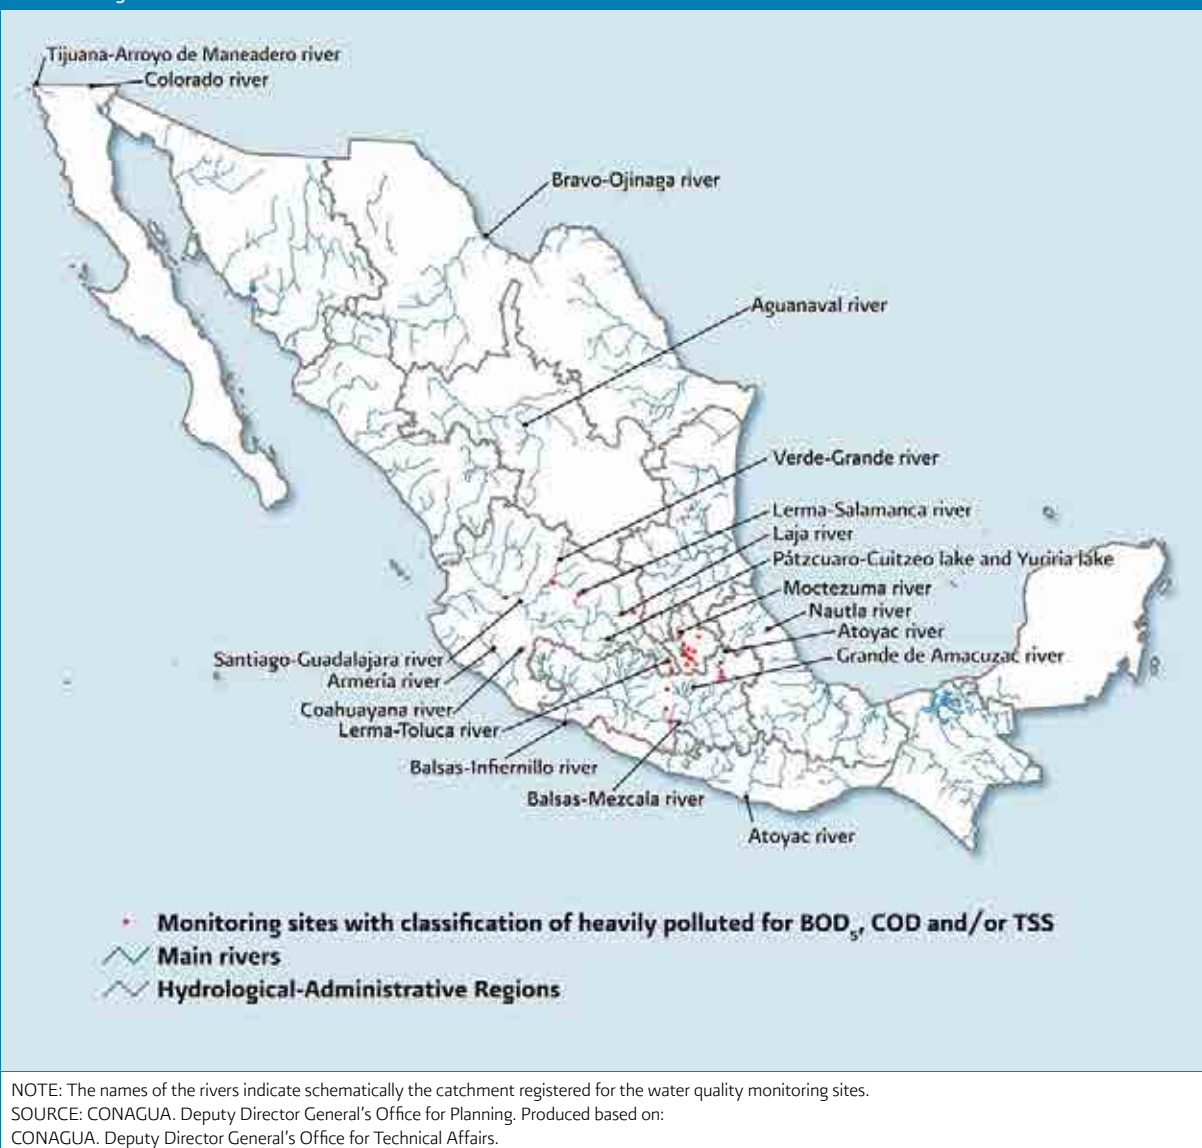 Tijuana-Arroyo de Maneadero river
Colorado river
Bravo-Ojinaga river
Aguanaval river
Verde-Grande river
Lerma-Salamanca river
Laja river
Pátzcuaro-Cuitzeo lake and Yuriria lake
Moctezuma river
Nautla river
Atoyac river
Grande de Amacuzac river
Santiago-Guadalajara river
Armería river
Coahuayana river
Lerma-Toluca river
Balsas-Infiernillo river
Balsas-Mezcala river
Atoyac river
Monitoring sites with classification of heavily polluted for BOD5, COD and/or TSS
Main rivers
Hydrological-Administrative Regions
NOTE: The names of the rivers indicate schematically the catchment registered for the water quality monitoring sites.
SOURCE: CONAGUA. Deputy Director General's Office for Planning. Produced based on:
CONAGUA. Deputy Director General's Office for Technical Affairs.